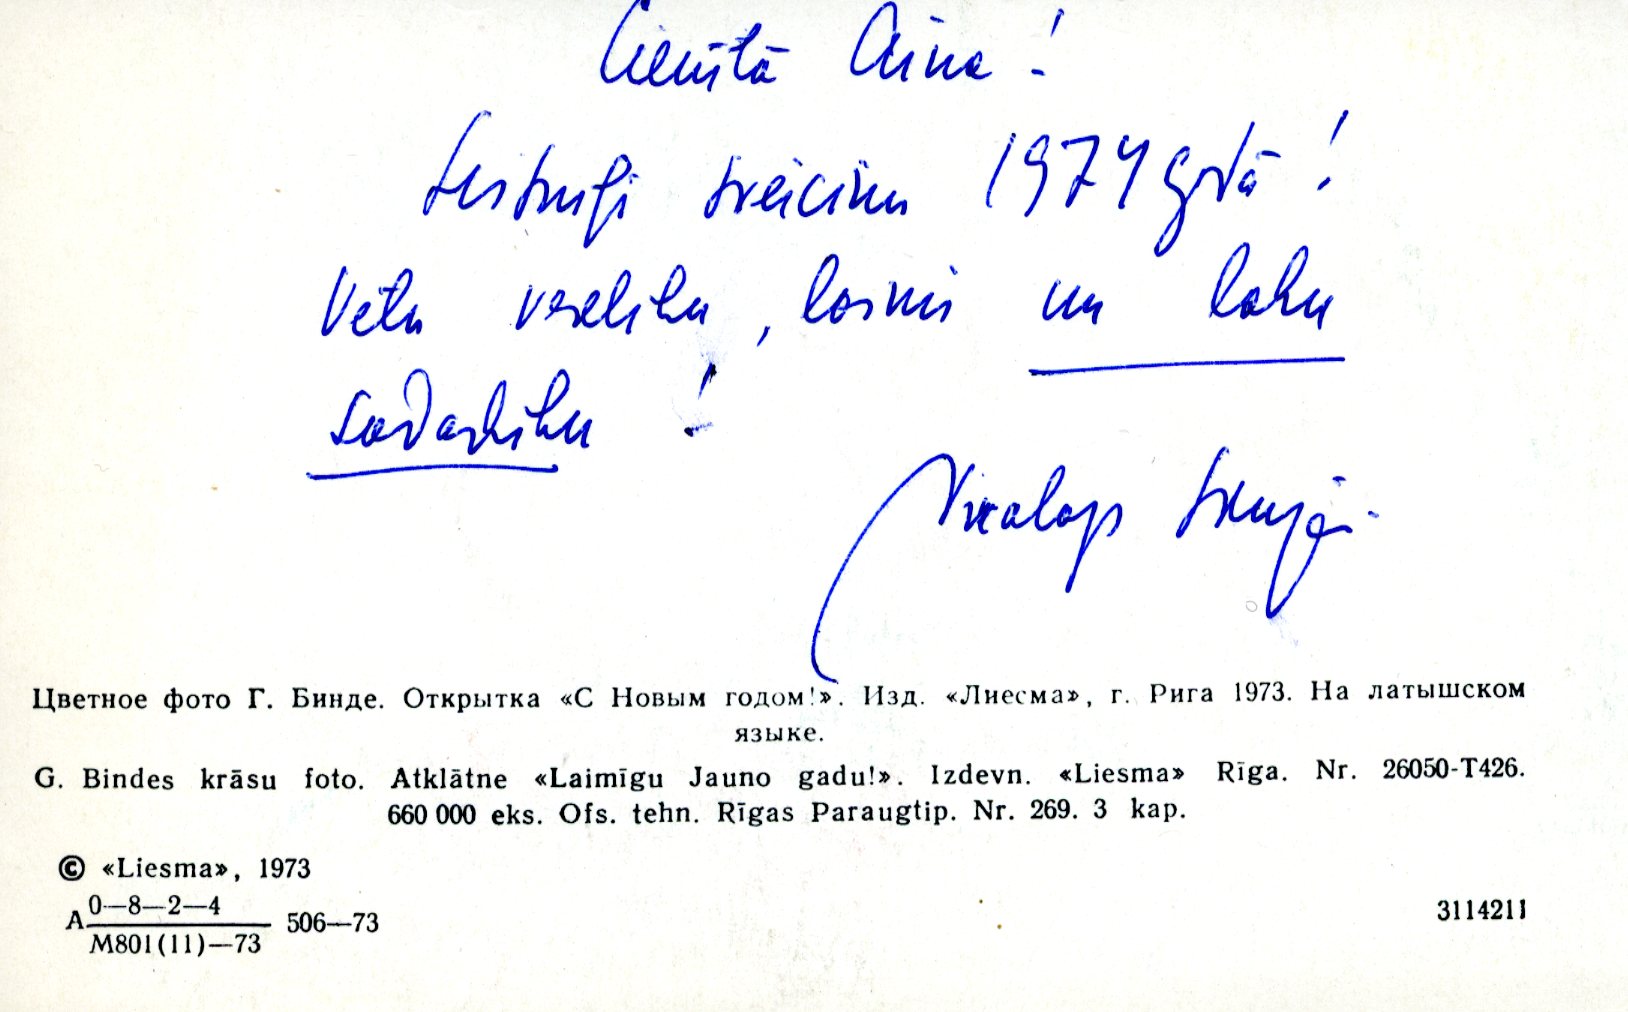 Cienītā Aina!
Sirsnīgi sveicinu 1974 gadā!
Vēlu veselību, laimi un labu
sadarbību!
Nikolajs
Цветное фото Г. Бинде. Открытка «С Новым годом!». Изд. «Лиесма», г. Рига 1973. На латышском
языке.
G. Bindes krāsu foto. Atklātne «Laimīgu Jauno gadu!». Izdevn. «Liesma» Rīga. Nr. 26050-T426.
660 000 eks. Ofs. tehn. Rīgas Paraugtip. Nr. 269. 3 kap.
© «Liesma», 1973
A 0—8—2—4
M801(11)—73 506—73
3114211